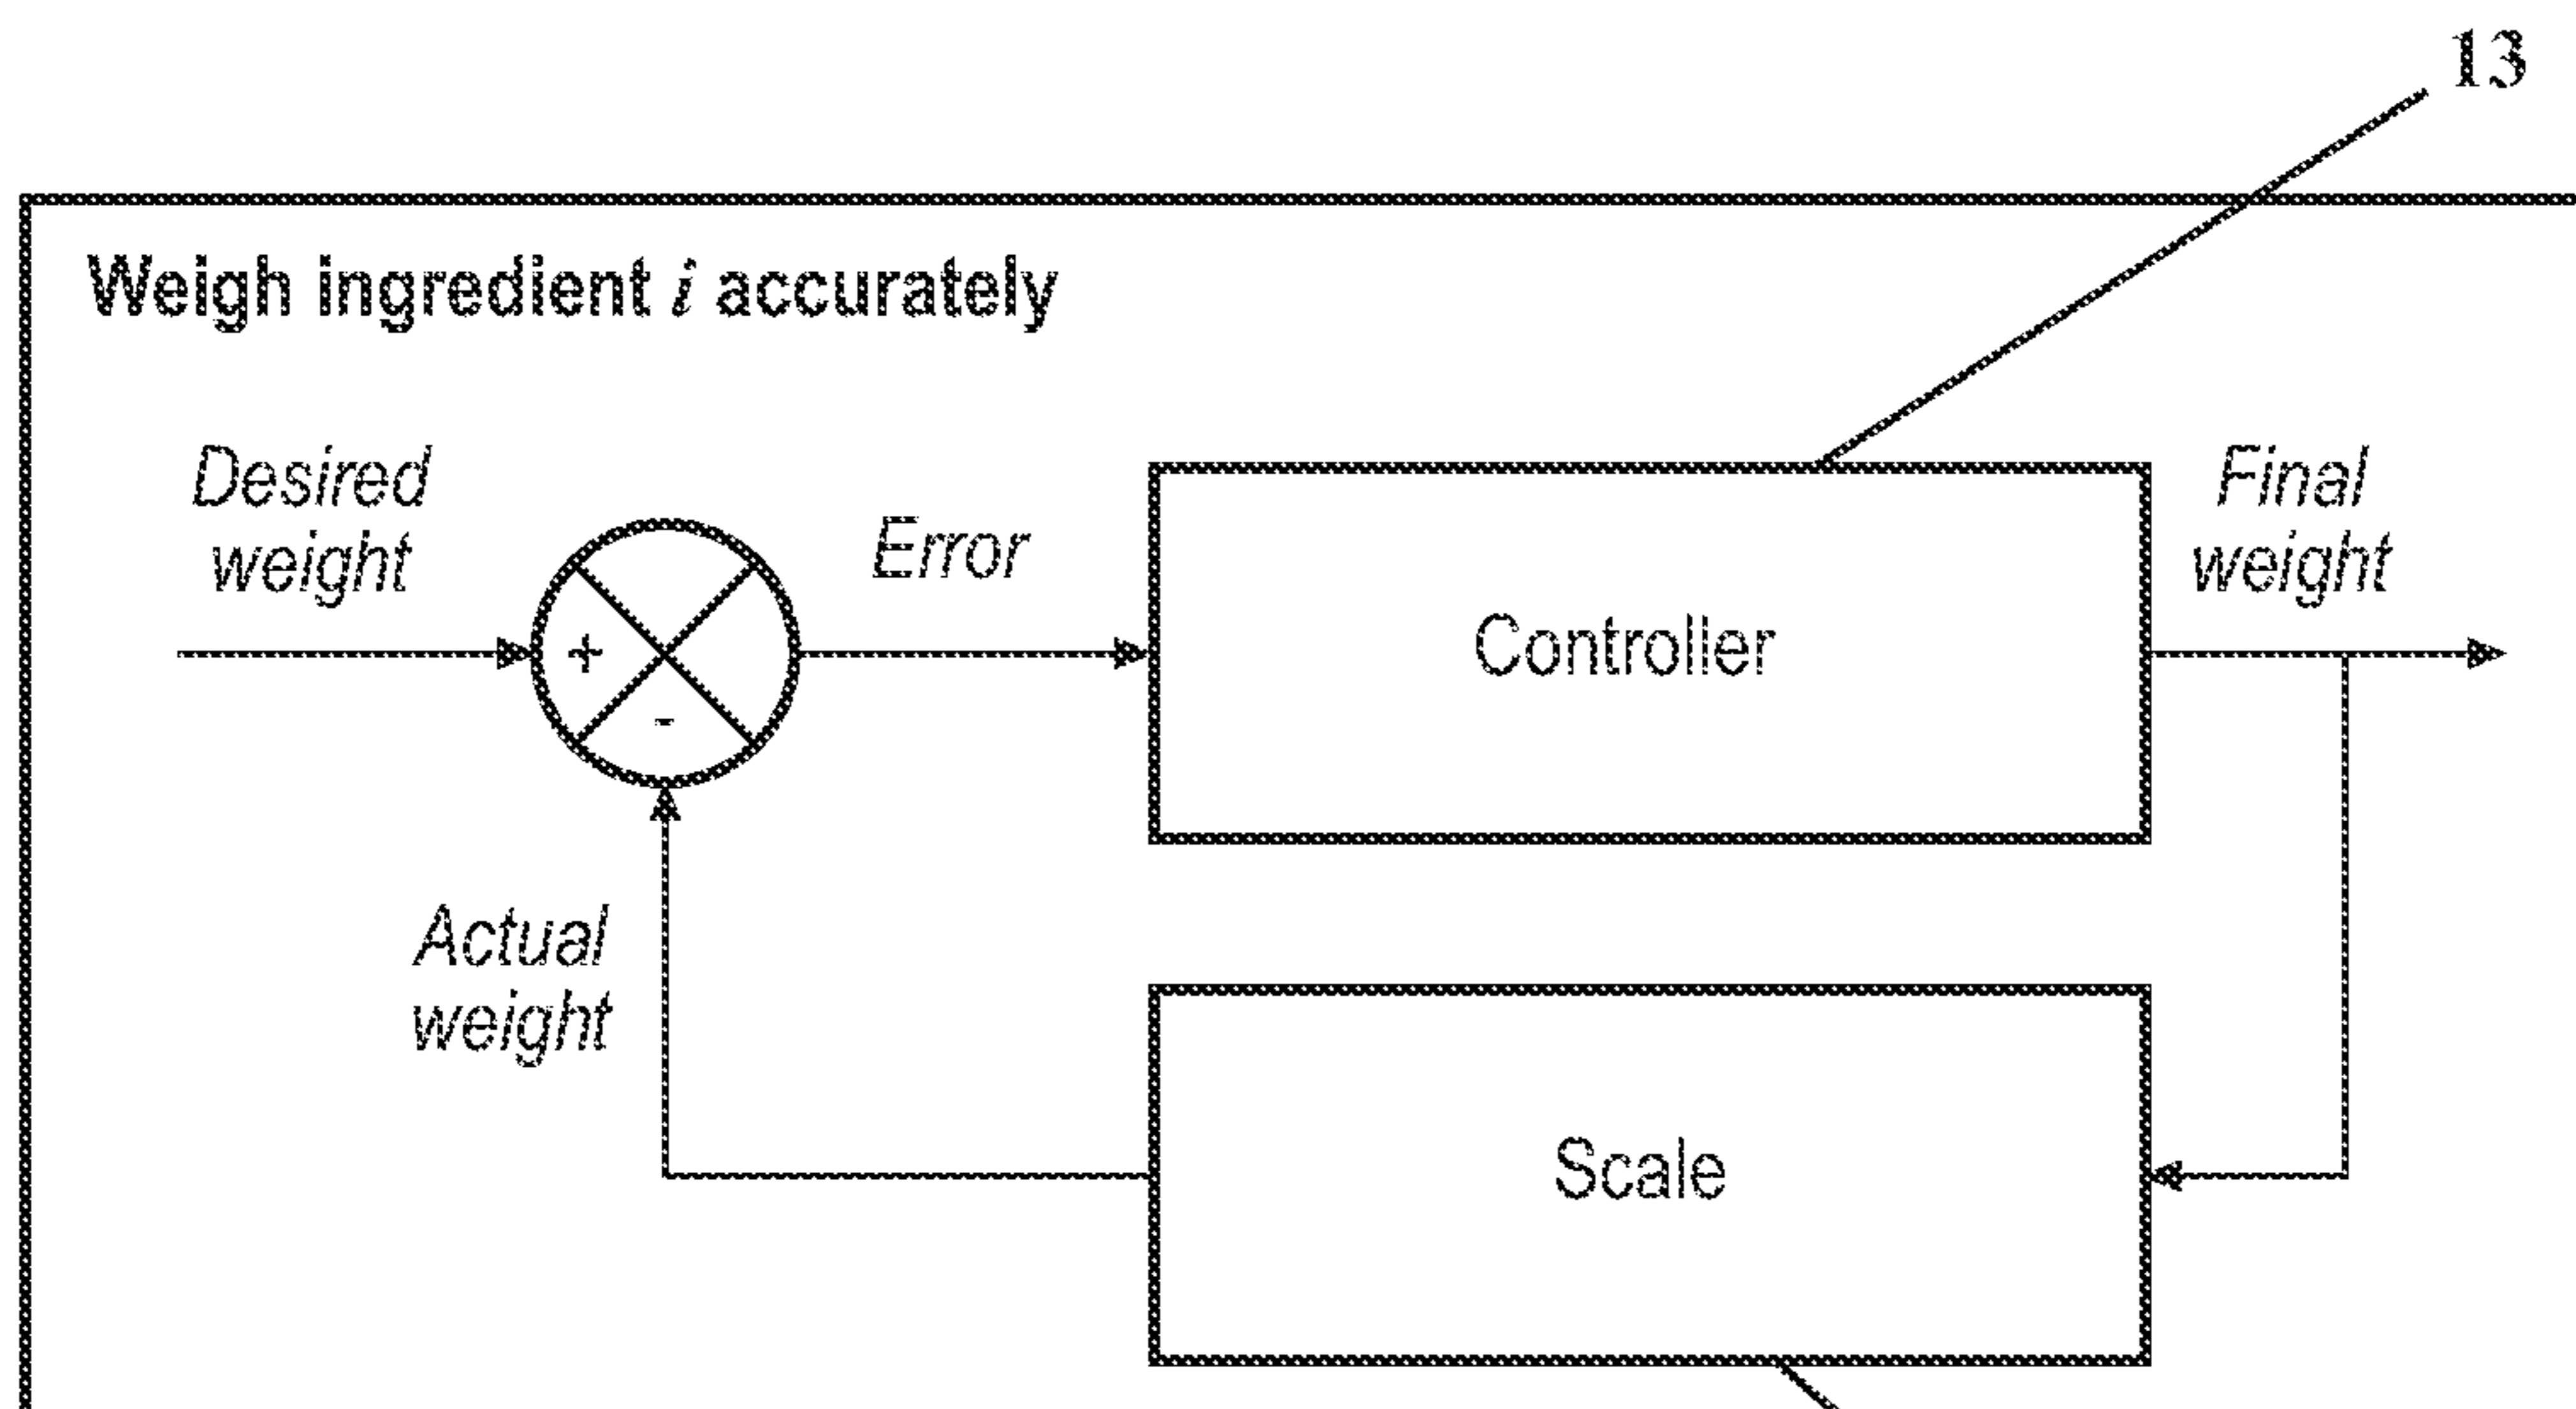 13
Weigh ingredient i accurately
Desired
weight
Error
Final
weight
+
-
Controller
Actual
weight
Scale